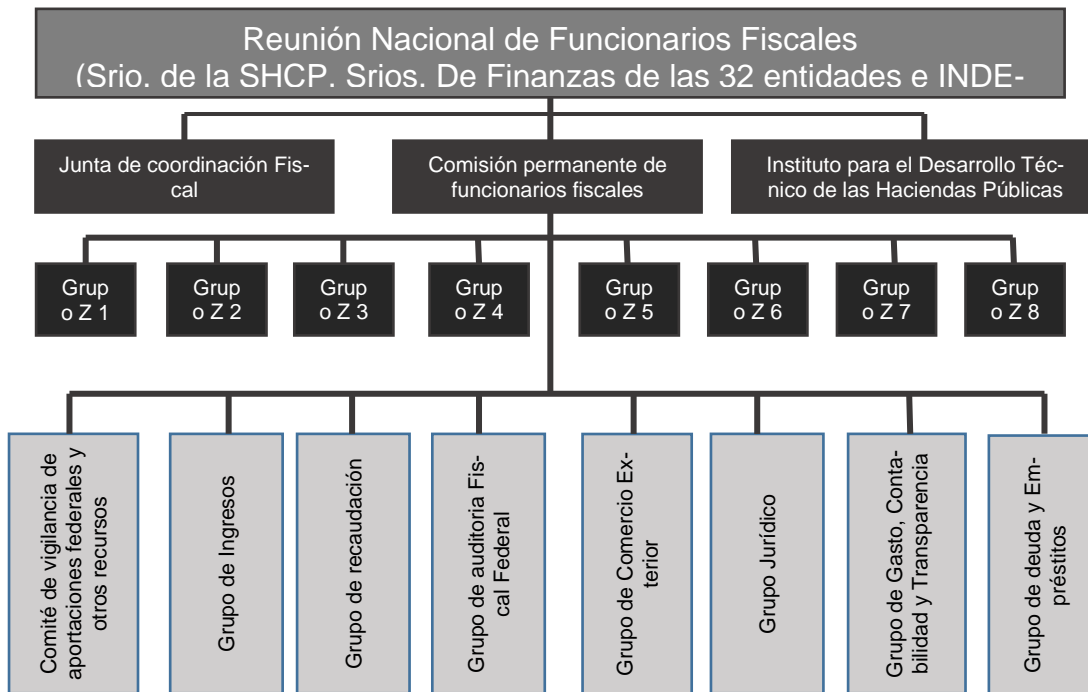 Reunión Nacional de Funcionarios Fiscales
(Srio. de la SHCP. Srios. De Finanzas de las 32 entidades e INDE-
Junta de coordinación Fis-
cal
Comisión permanente de
funcionarios fiscales
Instituto para el Desarrollo Téc-
nico de las Haciendas Públicas
Grup
o Z 1
Grup
o Z 2
Grup
o Z 3
Grup
o Z 4
Grup
o Z 5
Grup
o Z 6
Grup
o Z 7
Grup
o Z 8
Comité de vigilancia de
aportaciones federales y
otros recursos
Grupo de Ingresos
Grupo de recaudación
Grupo de auditoria Fis-
cal Federal
Grupo de Comercio Ex-
terior
Grupo Jurídico
Grupo de Gasto, Conta-
bilidad y Transparencia
Grupo de deuda y Em-
préstitos